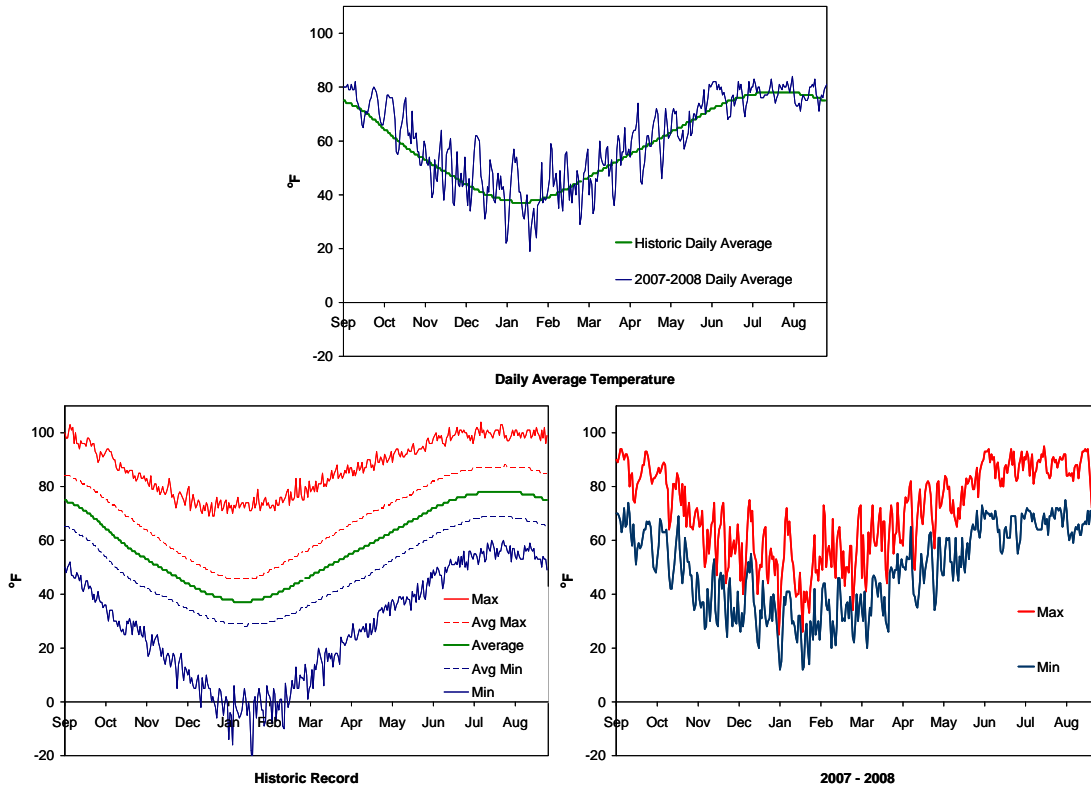 100
80
60
40
20
0
-20
°F
Historic Daily Average
2007-2008 Daily Average
Sep Oct Nov Dec Jan Feb Mar Apr May Jun Jul Aug
Daily Average Temperature
100
80
60
40
20
0
-20
°F
Max
Avg Max
Average
Avg Min
Min
Sep Oct Nov Dec Jan Feb Mar Apr May Jun Jul Aug
Historic Record
100
80
60
40
20
0
-20
°F
Max
Min
Sep Oct Nov Dec Jan Feb Mar Apr May Jun Jul Aug
2007 - 2008